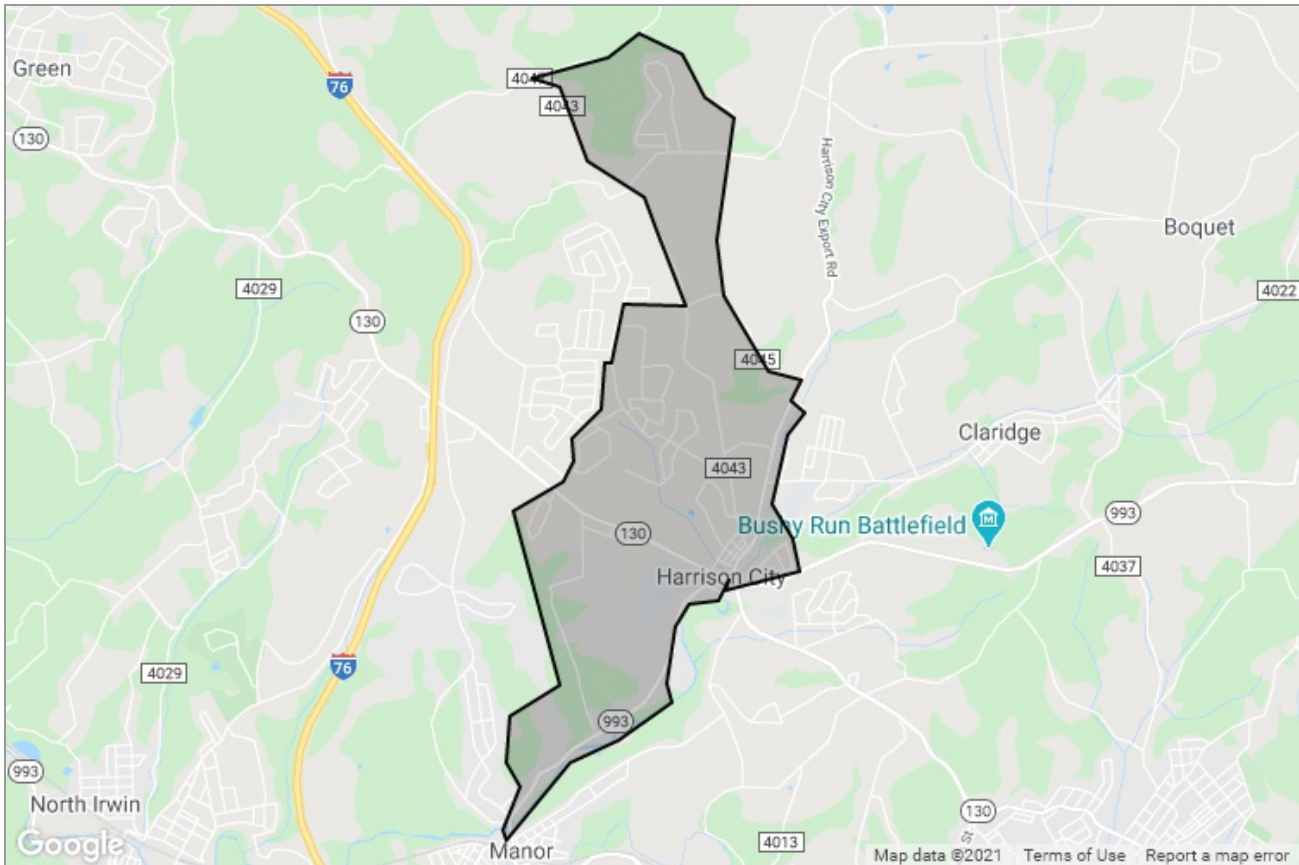 Green
76
404
4043
130
Harrison City Export Rd
Boquet
4029
4022
130
4045
Claridge
4043
Bushy Run Battlefield
M
993
130
Harrison City
4037
76
4029
993
993
North Irwin
130
St
4013
Manor
Google
Map data ©2021
Terms of Use
Report a map error